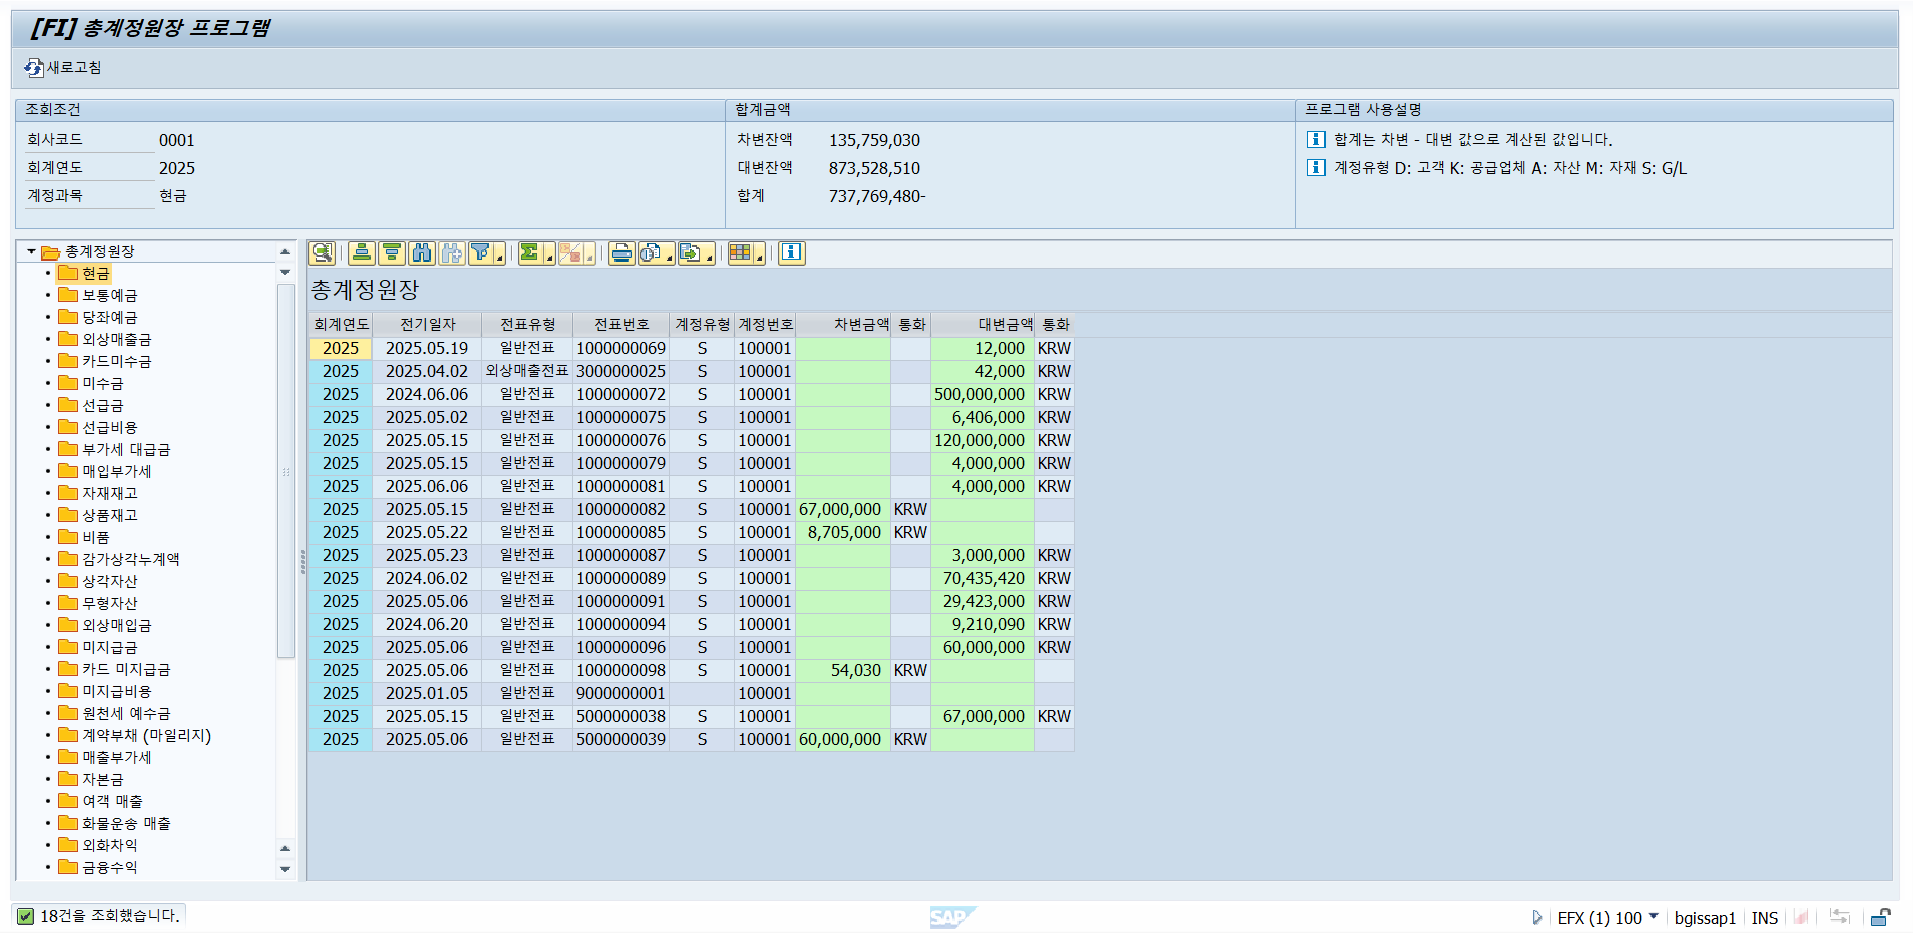 [FI] 총계정원장 프로그램
새로고침
조회조건
회사코드 0001
회계연도 2025
계정과목 현금
합계금액
차변잔액 135,759,030
대변잔액 873,528,510
합계 737,769,480-
프로그램 사용설명
합계는 차변 - 대변 값으로 계산된 값입니다.
계정유형 D: 고객 K: 공급업체 A: 자산 M: 자재 S: G/L
총계정원장
현금
보통예금
당좌예금
외상매출금
카드미수금
미수금
선급금
선급비용
부가세 대급금
매입부가세
자재재고
상품재고
비품
감가상각누계액
상각자산
무형자산
외상매입금
미지급금
카드 미지급금
미지급비용
원천세 예수금
계약부채 (마일리지)
매출부가세
자본금
여객 매출
화물운송 매출
외화차익
금융수익
총계정원장
회계연도 전기일자 전표유형 전표번호 계정유형 계정번호 차변금액 통화 대변금액 통화
2025 2025.05.19 일반전표 1000000069 S 100001 12,000 KRW
2025 2025.04.02 외상매출전표 3000000025 S 100001 42,000 KRW
2025 2024.06.06 일반전표 1000000072 S 100001 500,000,000 KRW
2025 2025.05.02 일반전표 1000000075 S 100001 6,406,000 KRW
2025 2025.05.15 일반전표 1000000076 S 100001 120,000,000 KRW
2025 2025.05.15 일반전표 1000000079 S 100001 4,000,000 KRW
2025 2025.06.06 일반전표 1000000081 S 100001 4,000,000 KRW
2025 2025.05.15 일반전표 1000000082 S 100001 67,000,000 KRW
2025 2025.05.22 일반전표 1000000085 S 100001 8,705,000 KRW
2025 2025.05.23 일반전표 1000000087 S 100001 3,000,000 KRW
2025 2024.06.02 일반전표 1000000089 S 100001 70,435,420 KRW
2025 2025.05.06 일반전표 1000000091 S 100001 29,423,000 KRW
2025 2024.06.20 일반전표 1000000094 S 100001 9,210,090 KRW
2025 2025.05.06 일반전표 1000000096 S 100001 60,000,000 KRW
2025 2025.05.06 일반전표 1000000098 S 100001 54,030 KRW
2025 2025.01.05 일반전표 9000000001 100001
2025 2025.05.15 일반전표 5000000038 S 100001 67,000,000 KRW
2025 2025.05.06 일반전표 5000000039 S 100001 60,000,000 KRW
18건을 조회했습니다.
SAP
EFX (1) 100 bgissap1 INS